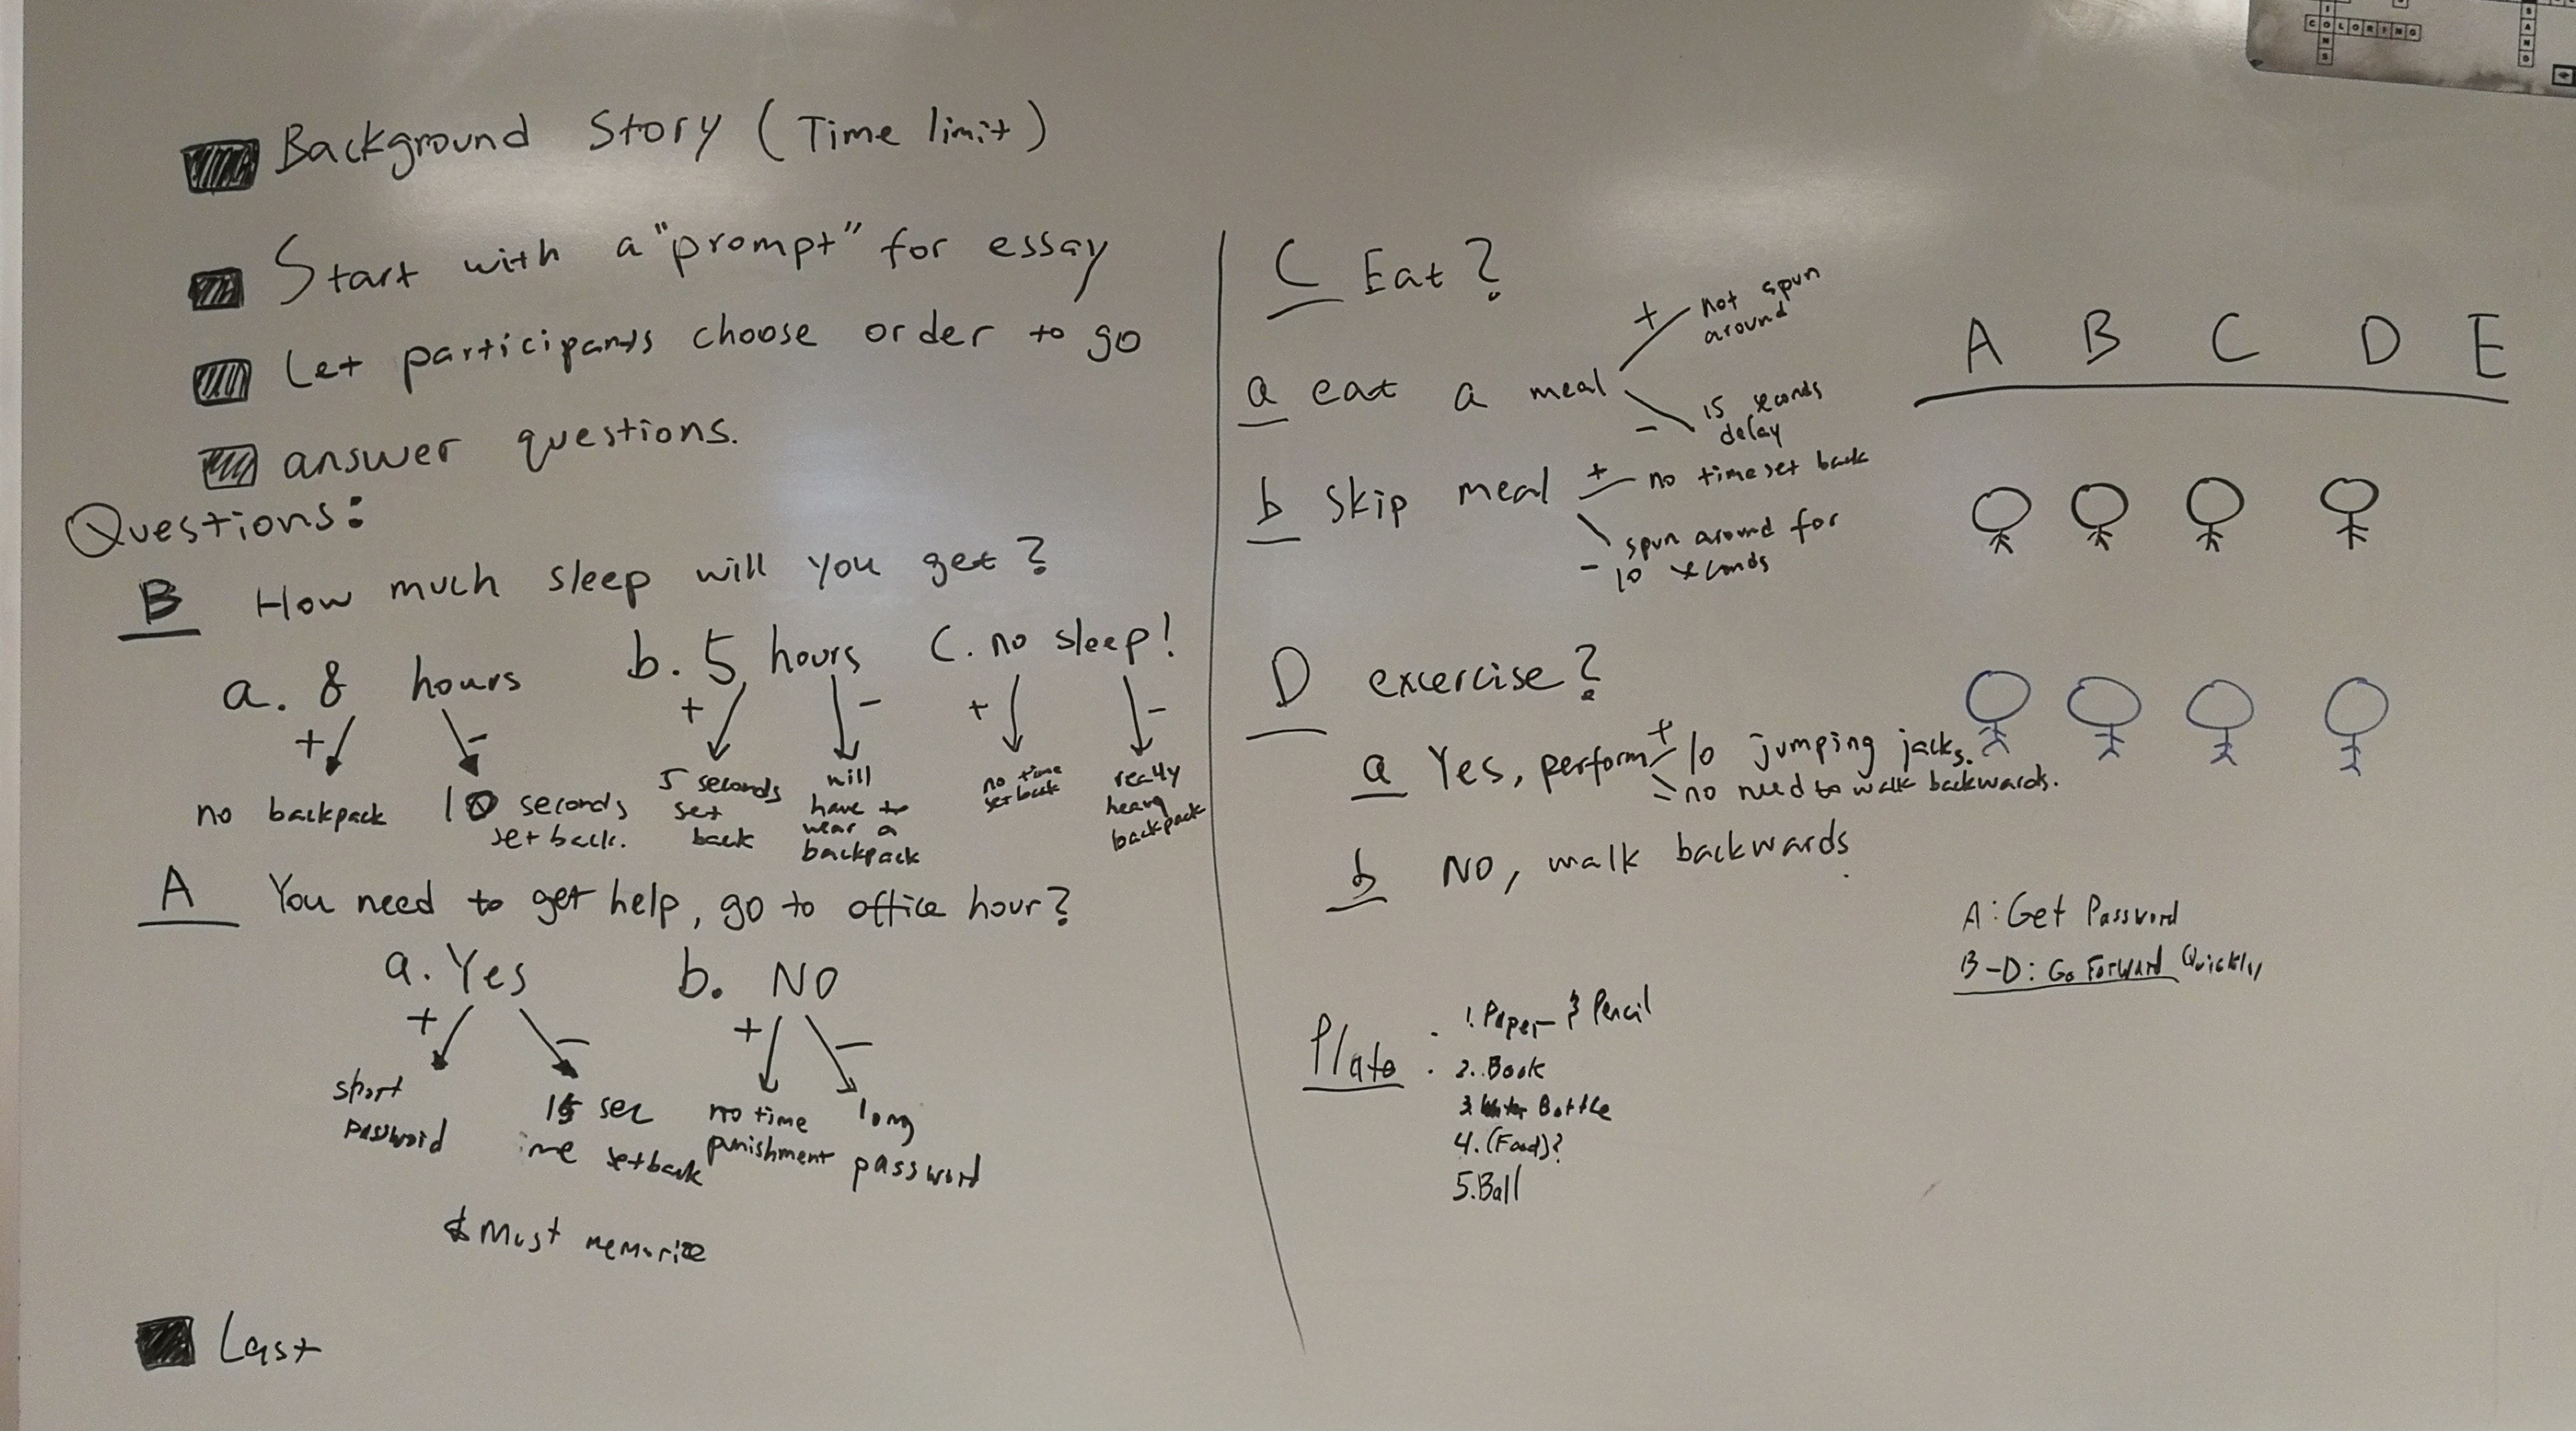 Background Story (Time limit)
Start with a "prompt" for essay
Let participants choose order to go
answer questions.
Questions:
B How much sleep will you get?
a. 8 hours
+ -
no backpack
10 seconds
set back.
b. 5 hours
+ -
5 seconds
set
back
will
have to
wear a
backpack
C. no sleep!
+ -
no time
set back
really
heavy
backpack
A You need to get help, go to office hour?
a. Yes
+ -
short
password
15 sec
ime setback
b. NO
+ -
no time
punishment
long
password
& Must memorize
Last
C Eat?
a eat a meal
+ not spun
around
- 15 seconds
delay
b skip meal
+ no time set back
- spun around for
10 seconds
D excercise?
a Yes, perform + 10 jumping jacks.
- no need to walk backwards.
b NO, walk backwards
Plate :
1. Paper & Pencil
2. Book
3. Water Bottle
4. (Food)?
5. Ball
A B C D E
A: Get Password
B-D: Go Forward Quickly
COLORING